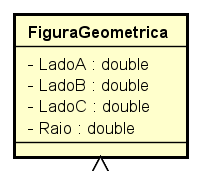 FiguraGeometrica
- LadoA : double
- LadoB : double
- LadoC : double
- Raio : double